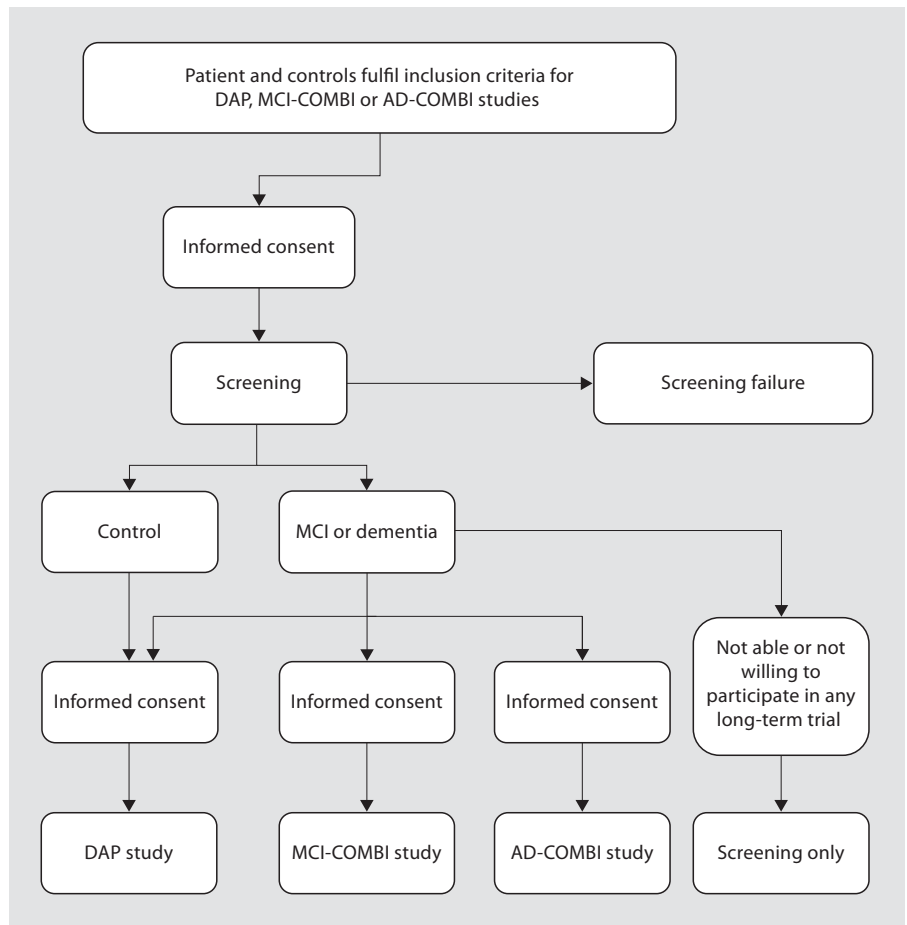 Patient and controls fulfil inclusion criteria for
DAP, MCI-COMBI or AD-COMBI studies
Informed consent
Screening
Screening failure
Control
MCI or dementia
Not able or not
willing to
participate in any
long-term trial
Informed consent
Informed consent
Informed consent
DAP study
MCI-COMBI study
AD-COMBI study
Screening only